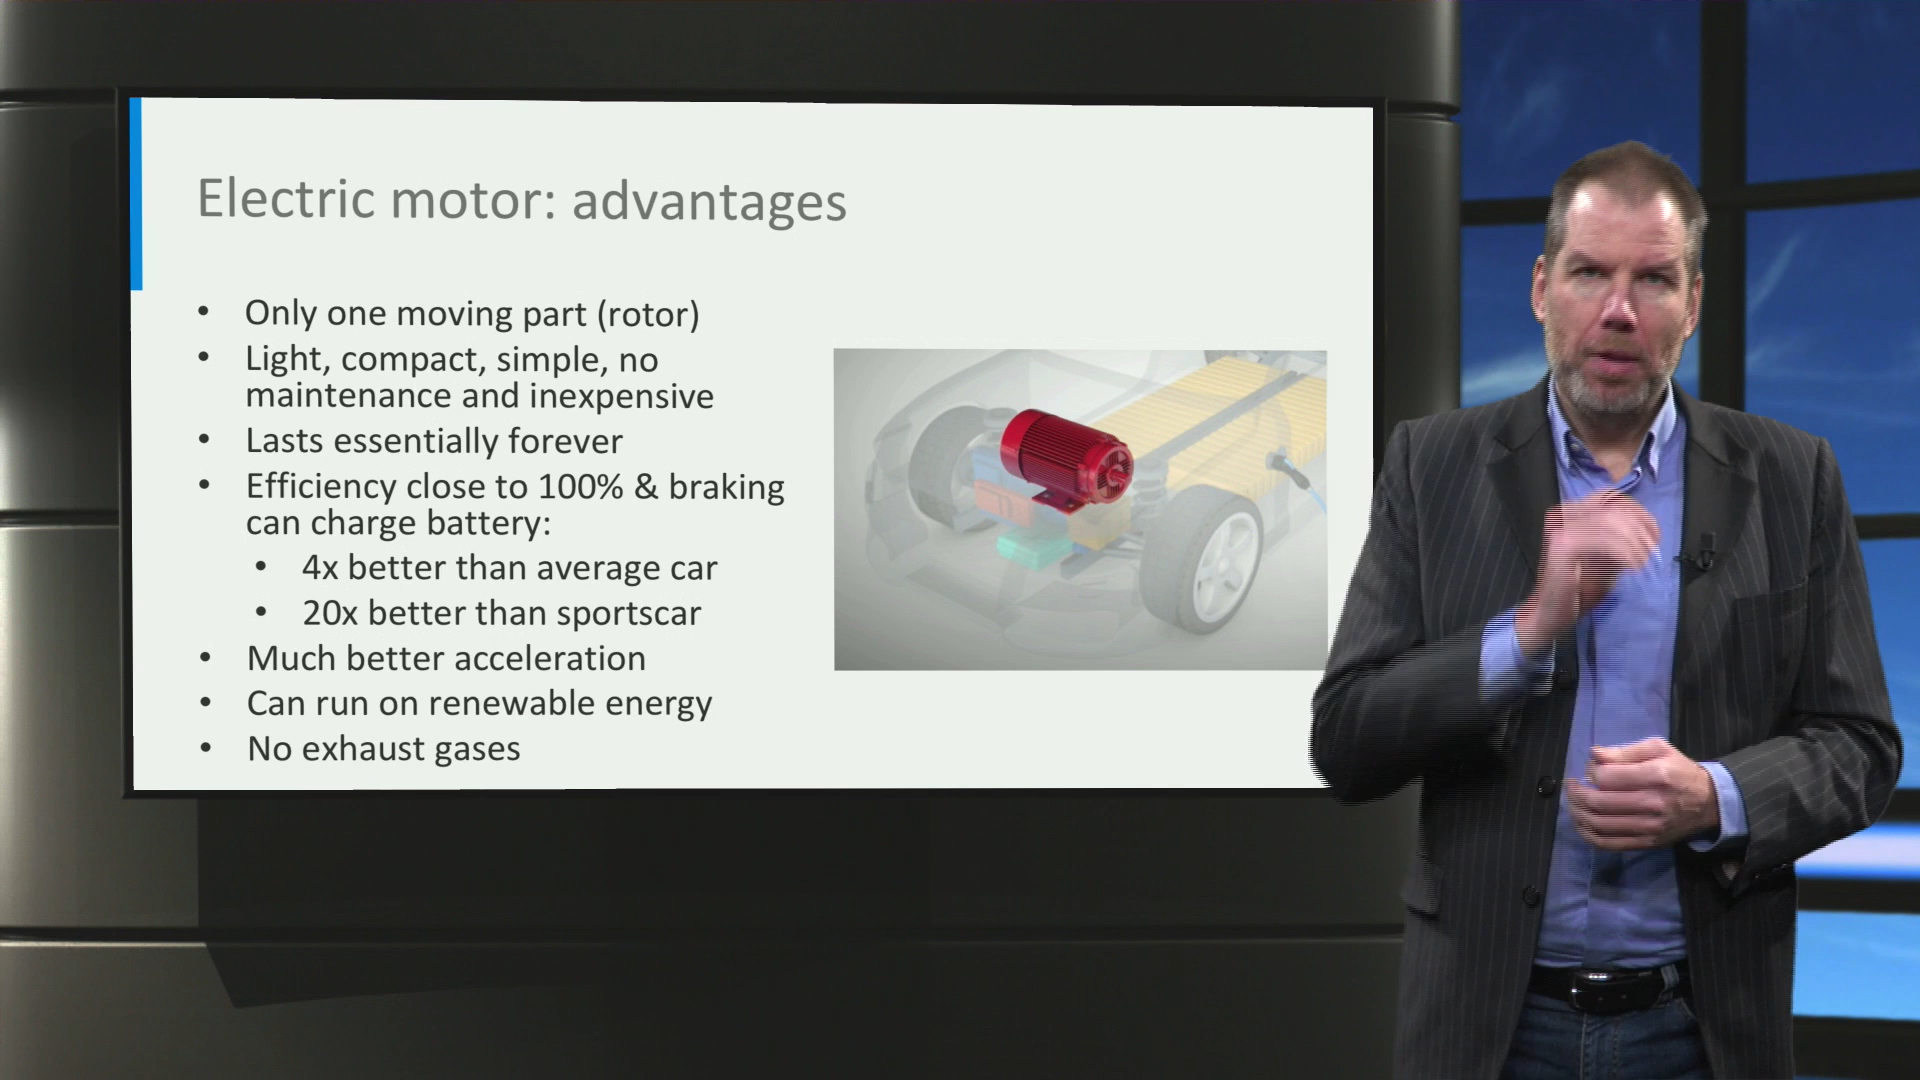 Electric motor: advantages
• Only one moving part (rotor)
• Light, compact, simple, no
maintenance and inexpensive
• Lasts essentially forever
• Efficiency close to 100% & braking
can charge battery:
• 4x better than average car
• 20x better than sportscar
• Much better acceleration
• Can run on renewable energy
• No exhaust gases